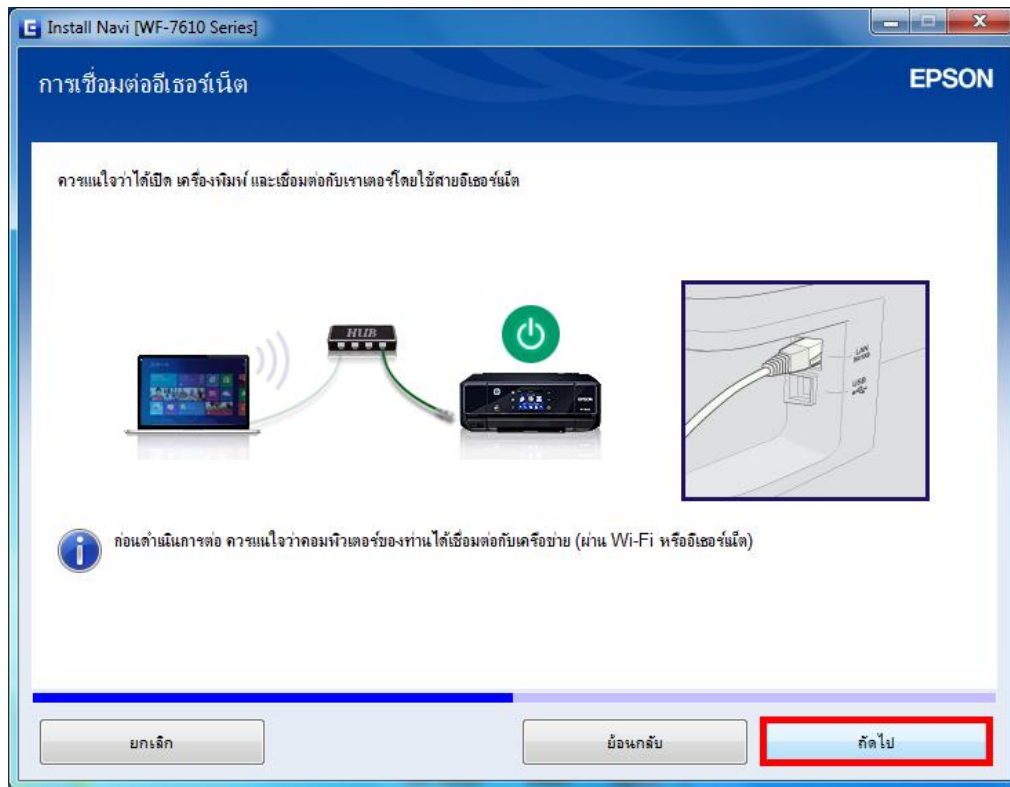 Install Navi [WF-7610 Series]
การเชื่อมต่ออีเธอร์เน็ต
EPSON
ควรแน่ใจว่าได้เปิด เครื่องพิมพ์ และเชื่อมต่อกับเราเตอร์โดยใช้สายอีเธอร์เน็ต
HUB
LAN
USB
EPSON
ก่อนดำเนินการต่อ ควรแน่ใจว่าคอมพิวเตอร์ของท่านได้เชื่อมต่อกับเครือข่าย (ผ่าน Wi-Fi หรืออีเธอร์เน็ต)
ยกเลิก
ย้อนกลับ
ถัดไป